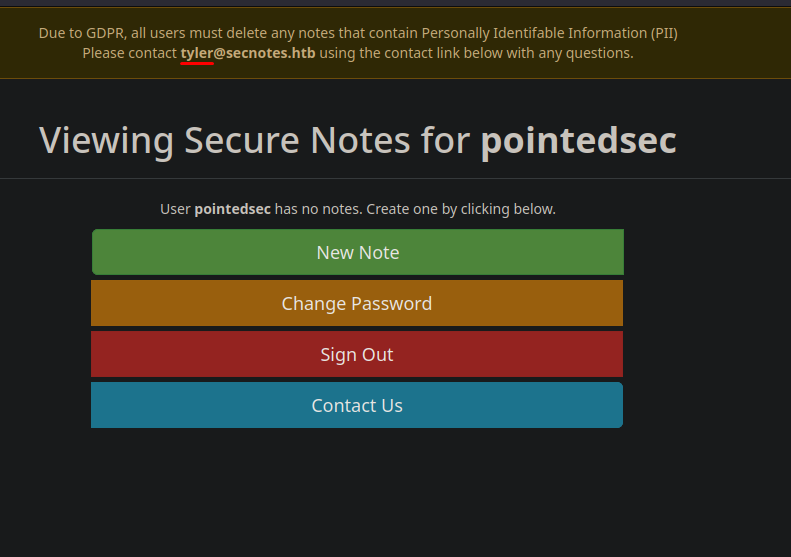 Due to GDPR, all users must delete any notes that contain Personally Identifable Information (PII)
Please contact tyler@secnotes.htb using the contact link below with any questions.
Viewing Secure Notes for pointedsec
User pointedsec has no notes. Create one by clicking below.
New Note
Change Password
Sign Out
Contact Us